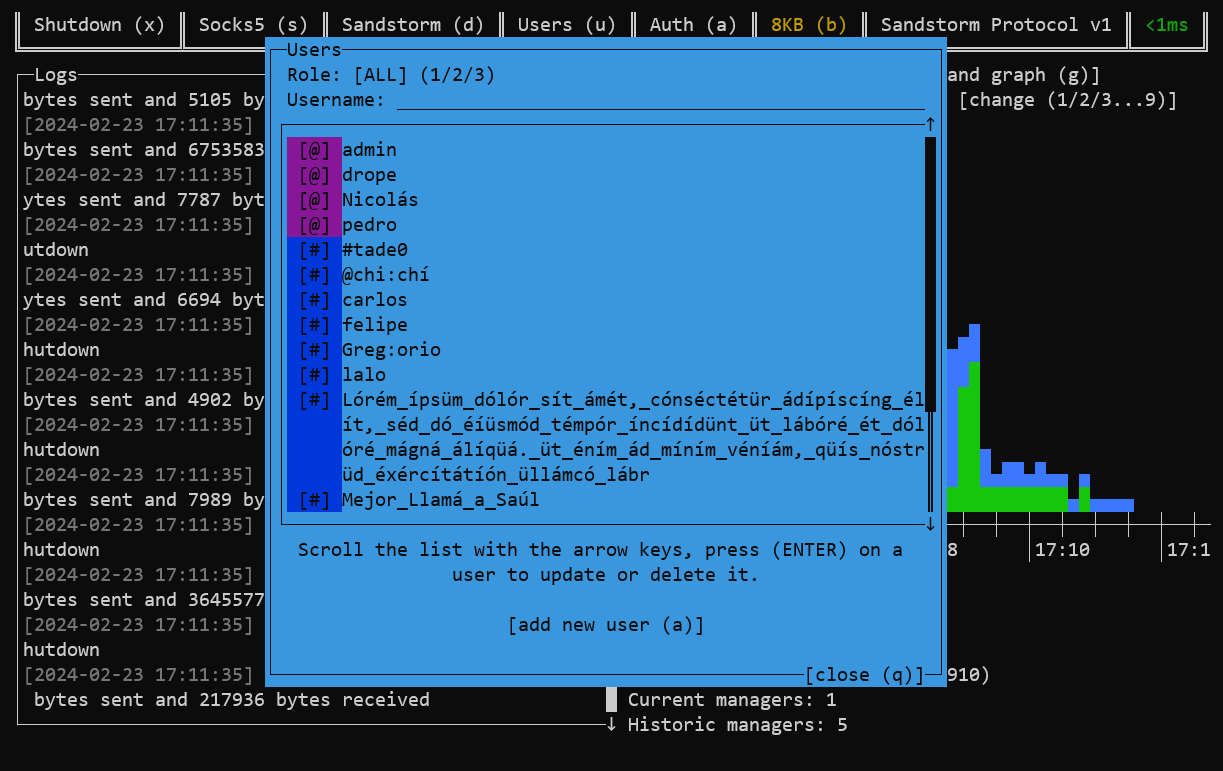 Shutdown (x) Socks5 (s) Sandstorm (d) Users (u) Auth (a) 8KB (b) Sandstorm Protocol v1 <1ms
Logs
bytes sent and 5105 by
[2024-02-23 17:11:35]
bytes sent and 6753583
[2024-02-23 17:11:35]
ytes sent and 7787 byt
[2024-02-23 17:11:35]
utdown
[2024-02-23 17:11:35]
ytes sent and 6694 byt
[2024-02-23 17:11:35]
hutdown
[2024-02-23 17:11:35]
bytes sent and 4902 by
[2024-02-23 17:11:35]
hutdown
[2024-02-23 17:11:35]
bytes sent and 7989 by
[2024-02-23 17:11:35]
hutdown
[2024-02-23 17:11:35]
bytes sent and 3645577
[2024-02-23 17:11:35]
hutdown
[2024-02-23 17:11:35]
bytes sent and 217936 bytes received
Users
Role: [ALL] (1/2/3)
Username:
↑
[@] admin
[@] drope
[@] Nicolás
[@] pedro
[#] #tade0
[#] @chi:chí
[#] carlos
[#] felipe
[#] Greg:orio
[#] lalo
[#] Lórém_ípsüm_dólór_sít_ámét,_cónséctétür_ádípíscíng_él
ít,_séd_dó_éíüsmód_témpór_íncídídünt_üt_lábóré_ét_dól
óré_mágná_álíqüá._üt_éním_ád_míním_véníám,_qüís_nóstr
üd_éxércítátíón_üllámcó_lábr
[#] Mejor_Llamá_a_Saúl
↓
Scroll the list with the arrow keys, press (ENTER) on a
user to update or delete it.
[add new user (a)]
[close (q)]
and graph (g)]
[change (1/2/3...9)]
8 17:10 17:1
910)
Current managers: 1
↓ Historic managers: 5